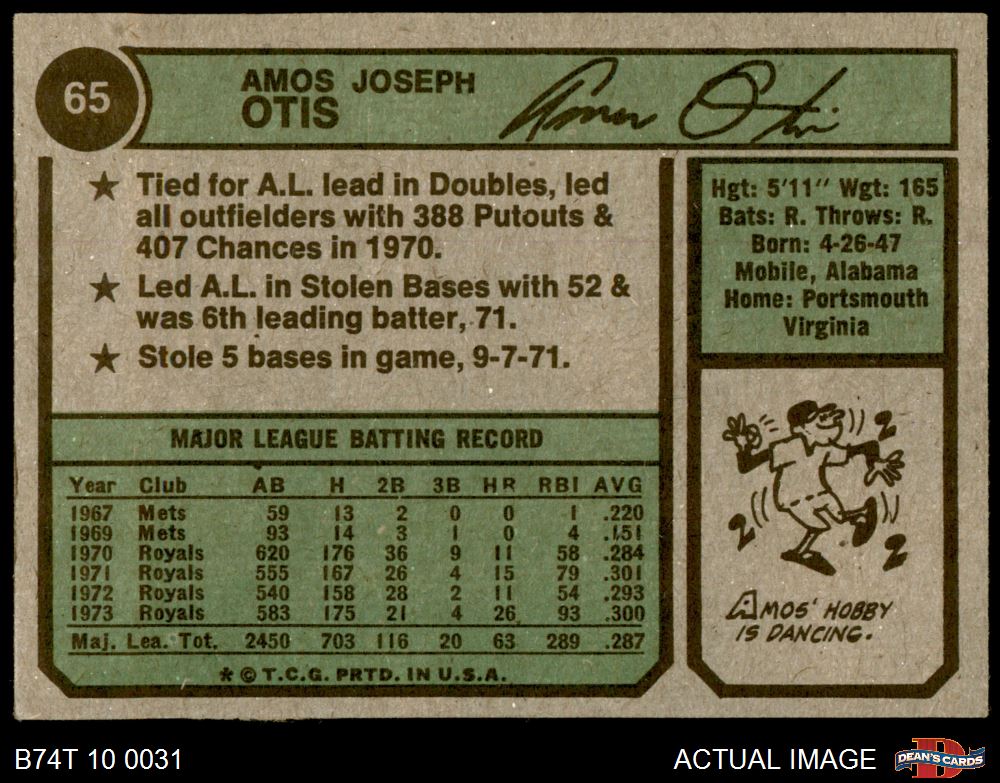 65
AMOS JOSEPH
OTIS
Amos Otis
★ Tied for A.L. lead in Doubles, led
all outfielders with 388 Putouts &
407 Chances in 1970.
★ Led A.L. in Stolen Bases with 52 &
was 6th leading batter, 71.
★ Stole 5 bases in game, 9-7-71.
Hgt: 5'11" Wgt: 165
Bats: R. Throws: R.
Born: 4-26-47
Mobile, Alabama
Home: Portsmouth
Virginia
MAJOR LEAGUE BATTING RECORD
Year Club AB H 2B 3B HR RBI AVG
1967 Mets 59 13 2 0 0 1 .220
1969 Mets 93 14 3 1 0 4 .151
1970 Royals 620 176 36 9 11 58 .284
1971 Royals 555 167 26 4 15 79 .301
1972 Royals 540 158 28 2 11 54 .293
1973 Royals 583 175 21 4 26 93 .300
Maj. Lea. Tot. 2450 703 116 20 63 289 .287
* © T.C.G. PRTD. IN U.S.A.
AMOS' HOBBY
IS DANCING.
B74T 10 0031
ACTUAL IMAGE
D
DEAN'S CARDS